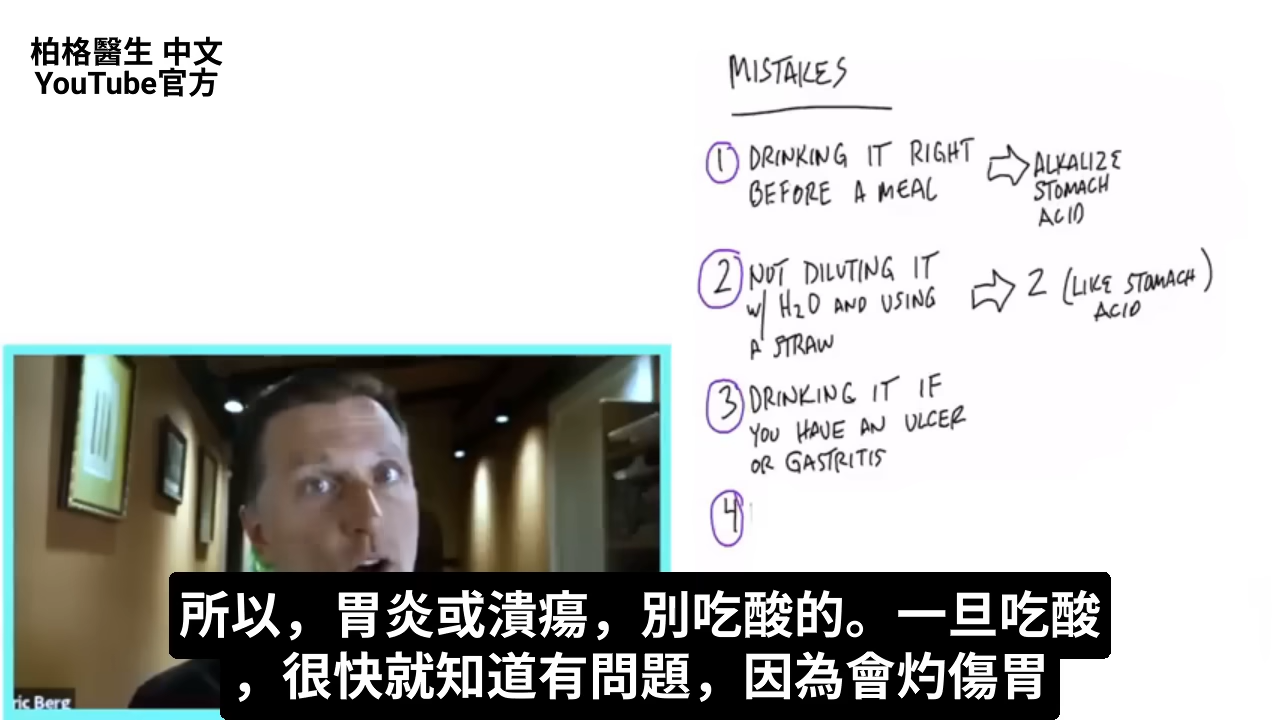 柏格醫生 中文
YouTube官方
MISTAKES
1 DRINKING IT RIGHT
BEFORE A MEAL
ALKALIZE
STOMACH
ACID
2 NOT DILUTING IT
w/ H2O AND USING
A STRAW
2 (LIKE STOMACH)
ACID
3 DRINKING IT IF
YOU HAVE AN ULCER
OR GASTRITIS
4
ric Berg
所以，胃炎或潰瘍，別吃酸的。一旦吃酸
，很快就知道有問題，因為會灼傷胃